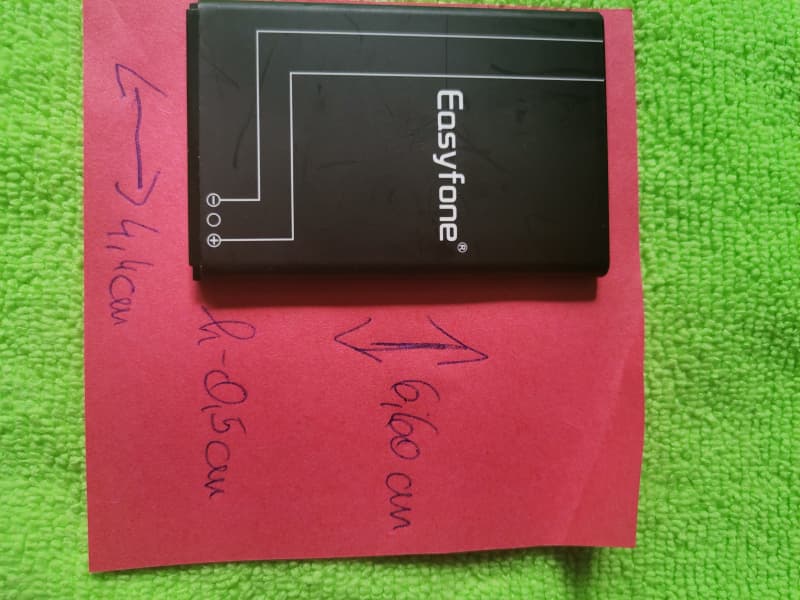 Easyfone®
4,4cm
h-0,5cm
6,60 cm